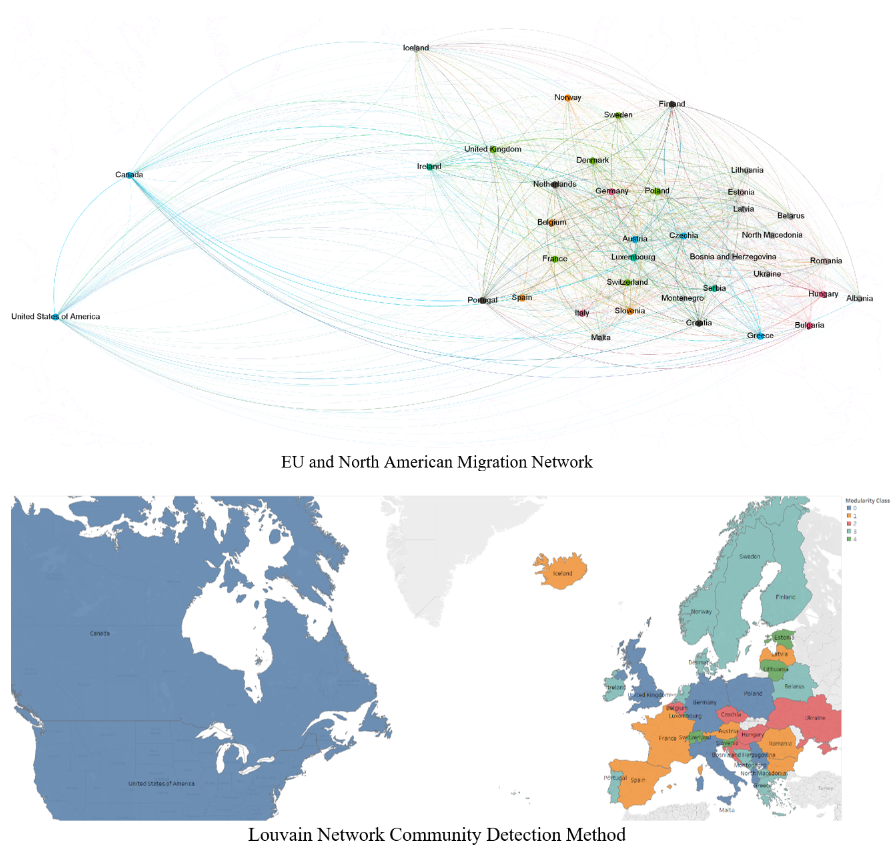 Iceland
Norway
Finland
Sweden
United Kingdom
Denmark
Ireland
Lithuania
Canada
Netherlands
Germany
Poland
Estonia
Latvia
Belarus
Belgium
North Macedonia
Austria
Czechia
France
Luxembourg
Bosnia and Herzegovina
Romania
Ukraine
Switzerland
Serbia
Hungary
Portugal
Spain
Montenegro
Albania
United States of America
Italy
Slovenia
Croatia
Bulgaria
Malta
Greece
EU and North American Migration Network
Modularity Class
0
1
2
3
4
Sweden
Iceland
Finland
Norway
Canada
Estonia
Latvia
Denmark
Lithuania
Ireland
Belarus
United Kingdom
Poland
Germany
Belgium
Luxembourg
Czechia
Ukraine
Austria
France
Switzerland
Hungary
Romania
Bosnia and Herzegovina
Montenegro
North Macedonia
Portugal
Spain
Greece
Turkey
United States of America
Malta
Louvain Network Community Detection Method